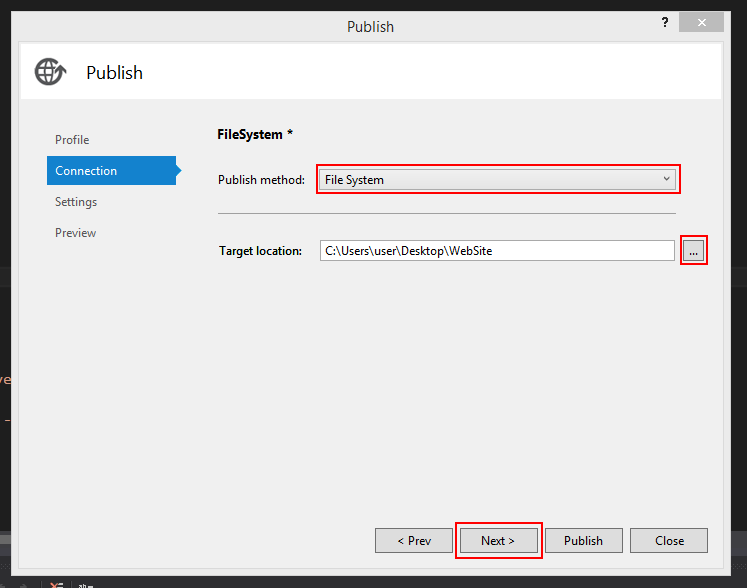 Publish
?
Publish
Profile
Connection
Settings
Preview
FileSystem *
Publish method: File System
Target location: C:\Users\user\Desktop\WebSite ...
< Prev Next > Publish Close